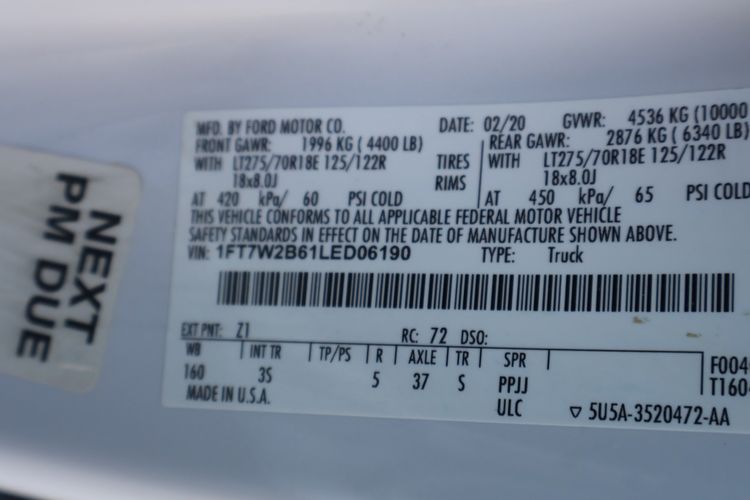 MFD. BY FORD MOTOR CO. DATE: 02/20 GVWR: 4536 KG (10000
FRONT GAWR: 1996 KG ( 4400 LB) REAR GAWR: 2876 KG ( 6340 LB)
WITH LT275/70R18E 125/122R TIRES WITH LT275/70R18E 125/122R
18x8.0J RIMS 18x8.0J
AT 420 kPa/ 60 PSI COLD AT 450 kPa/ 65 PSI COLD
THIS VEHICLE CONFORMS TO ALL APPLICABLE FEDERAL MOTOR VEHICLE
SAFETY STANDARDS IN EFFECT ON THE DATE OF MANUFACTURE SHOWN ABOVE.
VIN: 1FT7W2B61LED06190 TYPE: Truck
EXT PNT: Z1 RC: 72 DSO:
WB INT TR TP/PS R AXLE TR SPR
160 3S 5 37 S PPJJ
ULC
MADE IN U.S.A.
F004
T160
▽ 5U5A-3520472-AA
NEXT
PM DUE